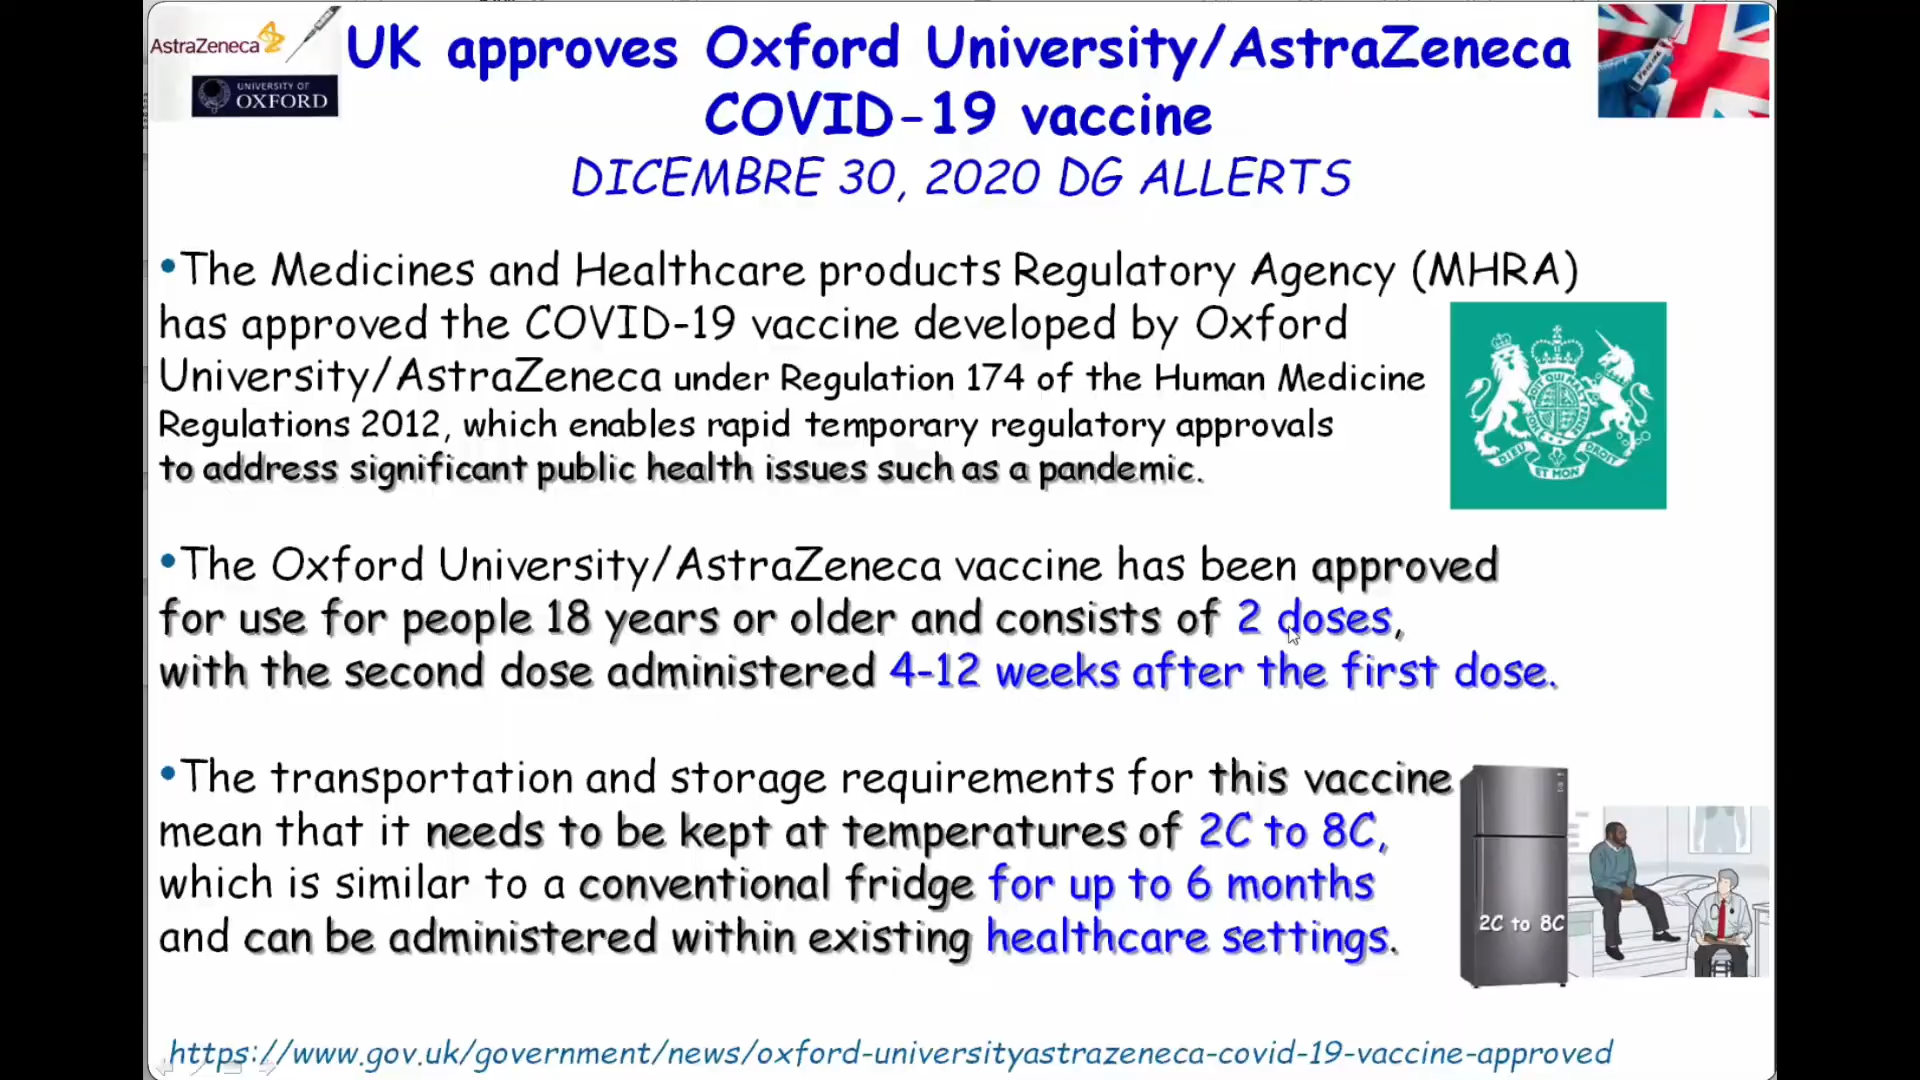 AstraZeneca
UNIVERSITY OF
OXFORD
UK approves Oxford University/AstraZeneca
COVID-19 vaccine
DICEMBRE 30, 2020 DG ALLERTS
•The Medicines and Healthcare products Regulatory Agency (MHRA)
has approved the COVID-19 vaccine developed by Oxford
University/AstraZeneca under Regulation 174 of the Human Medicine
Regulations 2012, which enables rapid temporary regulatory approvals
to address significant public health issues such as a pandemic.
DIEU ET MON DROIT
•The Oxford University/AstraZeneca vaccine has been approved
for use for people 18 years or older and consists of 2 doses,
with the second dose administered 4-12 weeks after the first dose.
•The transportation and storage requirements for this vaccine
mean that it needs to be kept at temperatures of 2C to 8C,
which is similar to a conventional fridge for up to 6 months
and can be administered within existing healthcare settings.
2C to 8C
https://www.gov.uk/government/news/oxford-universityastrazeneca-covid-19-vaccine-approved